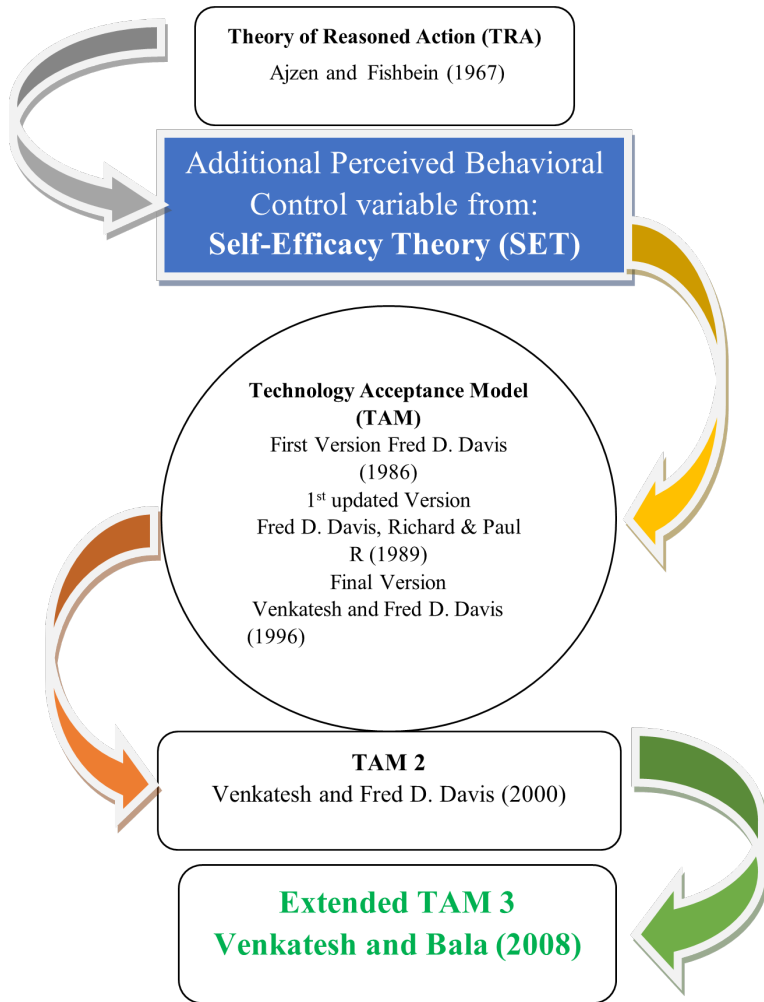 Theory of Reasoned Action (TRA)
Ajzen and Fishbein (1967)
Additional Perceived Behavioral
Control variable from:
Self-Efficacy Theory (SET)
Technology Acceptance Model
(TAM)
First Version Fred D. Davis
(1986)
1st updated Version
Fred D. Davis, Richard & Paul
R (1989)
Final Version
Venkatesh and Fred D. Davis
(1996)
TAM 2
Venkatesh and Fred D. Davis (2000)
Extended TAM 3
Venkatesh and Bala (2008)